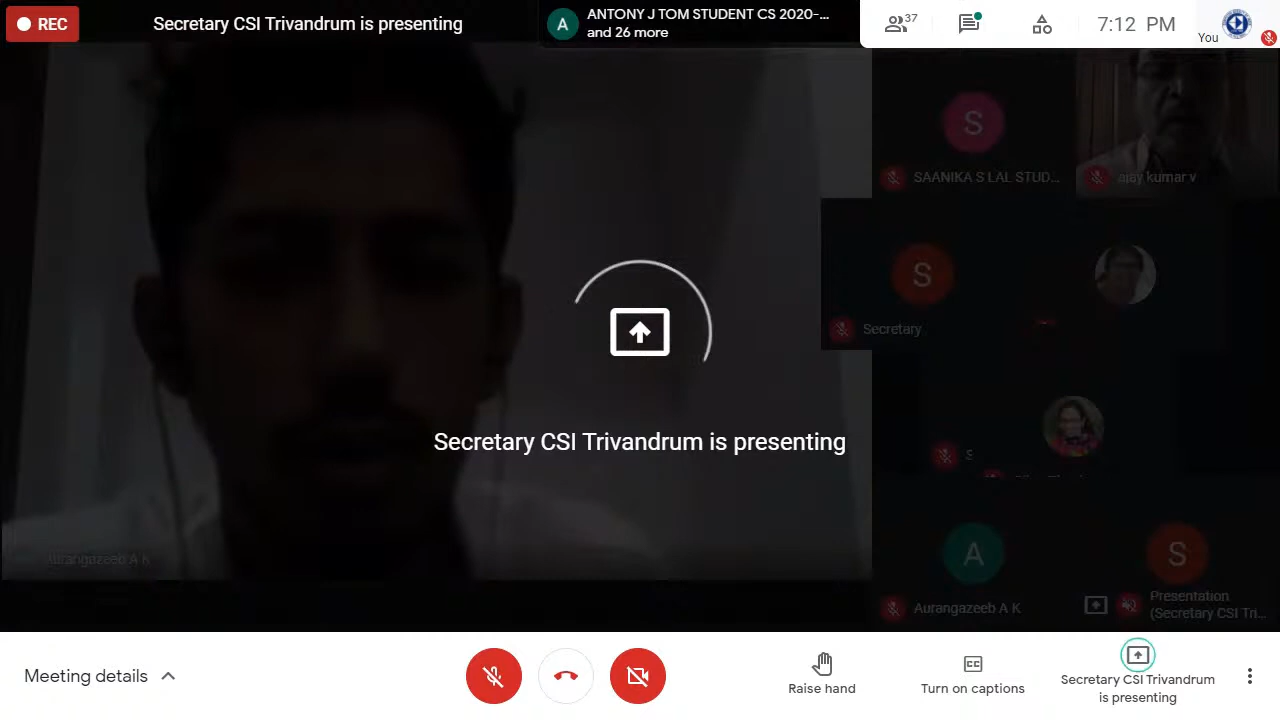 REC
Secretary CSI Trivandrum is presenting
A
ANTONY J TOM STUDENT CS 2020-...
and 26 more
37
7:12 PM
You
S
SAANIKA S LAL STUD...
ajay kumar v
S
Secretary
Secretary CSI Trivandrum is presenting
S
Aurangazeeb A K
A
Aurangazeeb A K
S
Presentation
(Secretary CSI Tri...
Meeting details
Raise hand
Turn on captions
Secretary CSI Trivandrum
is presenting